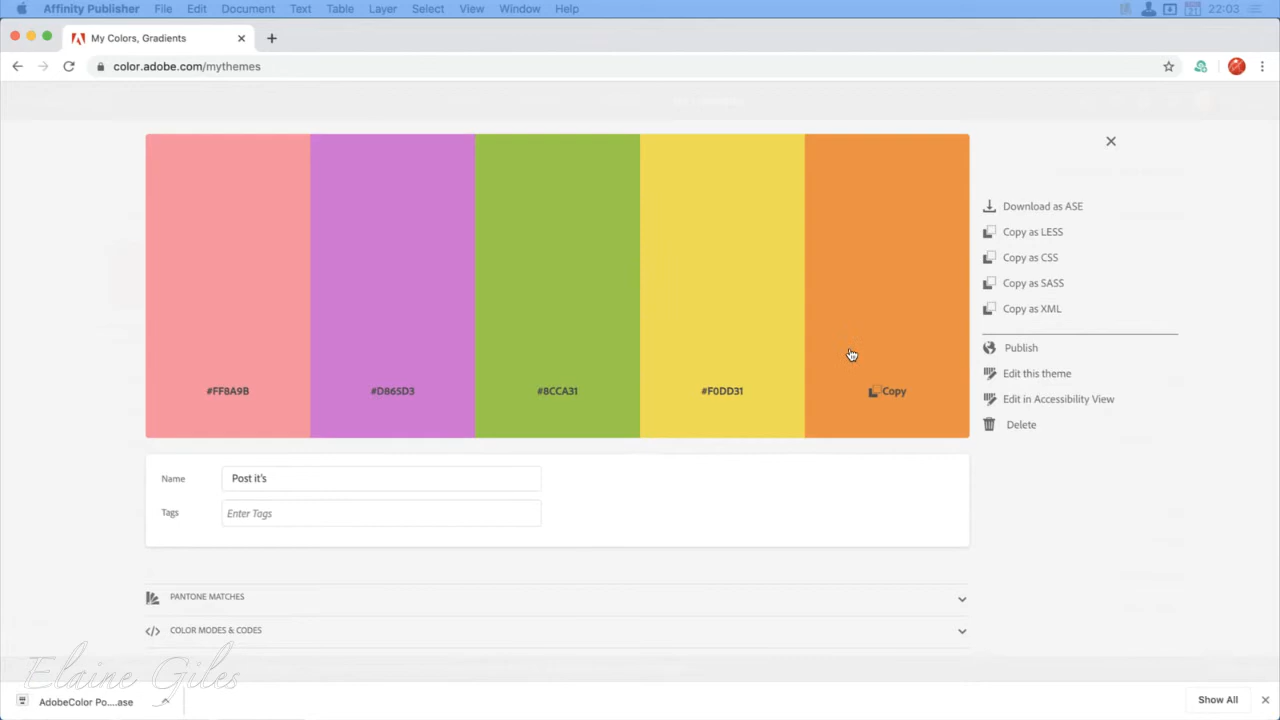 Affinity Publisher File Edit Document Text Table Layer Select View Window Help 22:03
My Colors, Gradients
color.adobe.com/mythemes
Download as ASE
Copy as LESS
Copy as CSS
Copy as SASS
Copy as XML
Publish
Edit this theme
Edit in Accessibility View
Delete
#FF8A9B #D865D3 #8CCA31 #F0DD31 Copy
Name Post it's
Tags Enter Tags
PANTONE MATCHES
COLOR MODES & CODES
Elaine Giles
AdobeColor Po....ase Show All